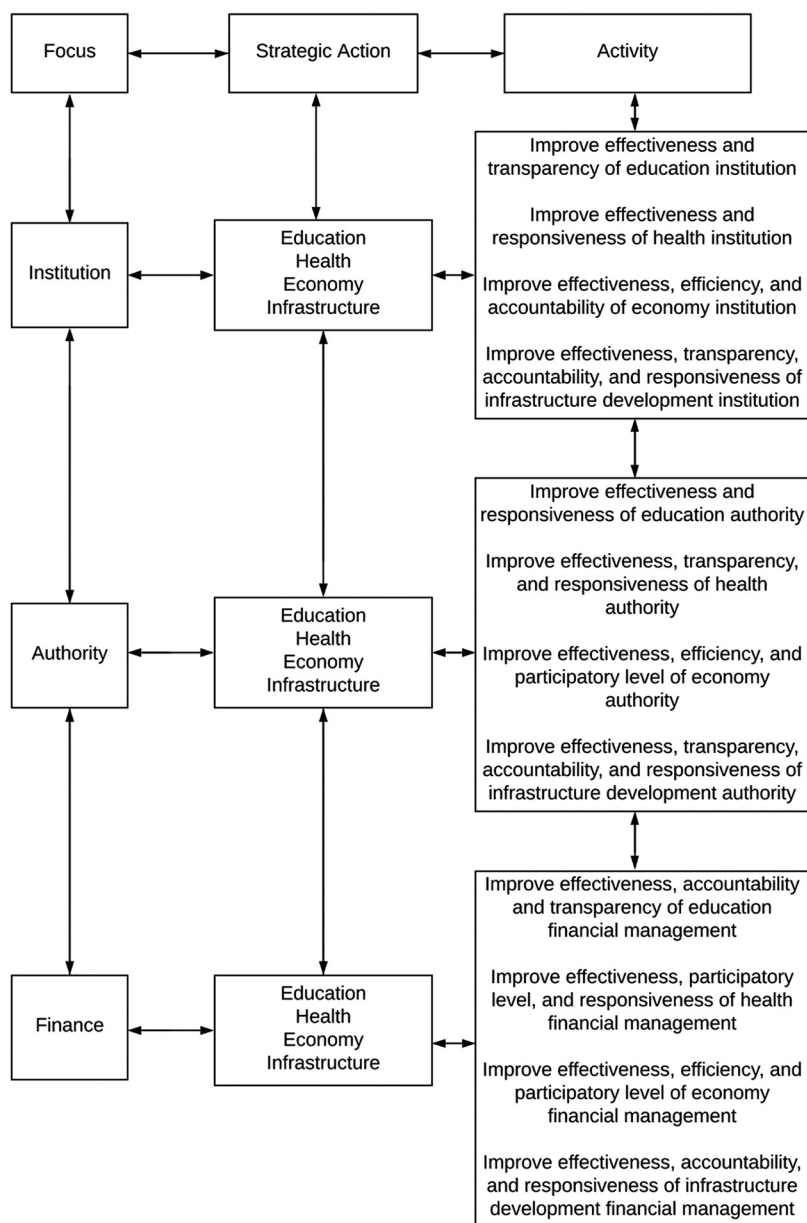 Focus
Strategic Action
Activity
Institution
Education
Health
Economy
Infrastructure
Improve effectiveness and
transparency of education institution
Improve effectiveness and
responsiveness of health institution
Improve effectiveness, efficiency, and
accountability of economy institution
Improve effectiveness, transparency,
accountability, and responsiveness of
infrastructure development institution
Authority
Education
Health
Economy
Infrastructure
Improve effectiveness and
responsiveness of education authority
Improve effectiveness, transparency,
and responsiveness of health
authority
Improve effectiveness, efficiency, and
participatory level of economy
authority
Improve effectiveness, transparency,
accountability, and responsiveness of
infrastructure development authority
Finance
Education
Health
Economy
Infrastructure
Improve effectiveness, accountability
and transparency of education
financial management
Improve effectiveness, participatory
level, and responsiveness of health
financial management
Improve effectiveness, efficiency, and
participatory level of economy
financial management
Improve effectiveness, accountability,
and responsiveness of infrastructure
development financial management